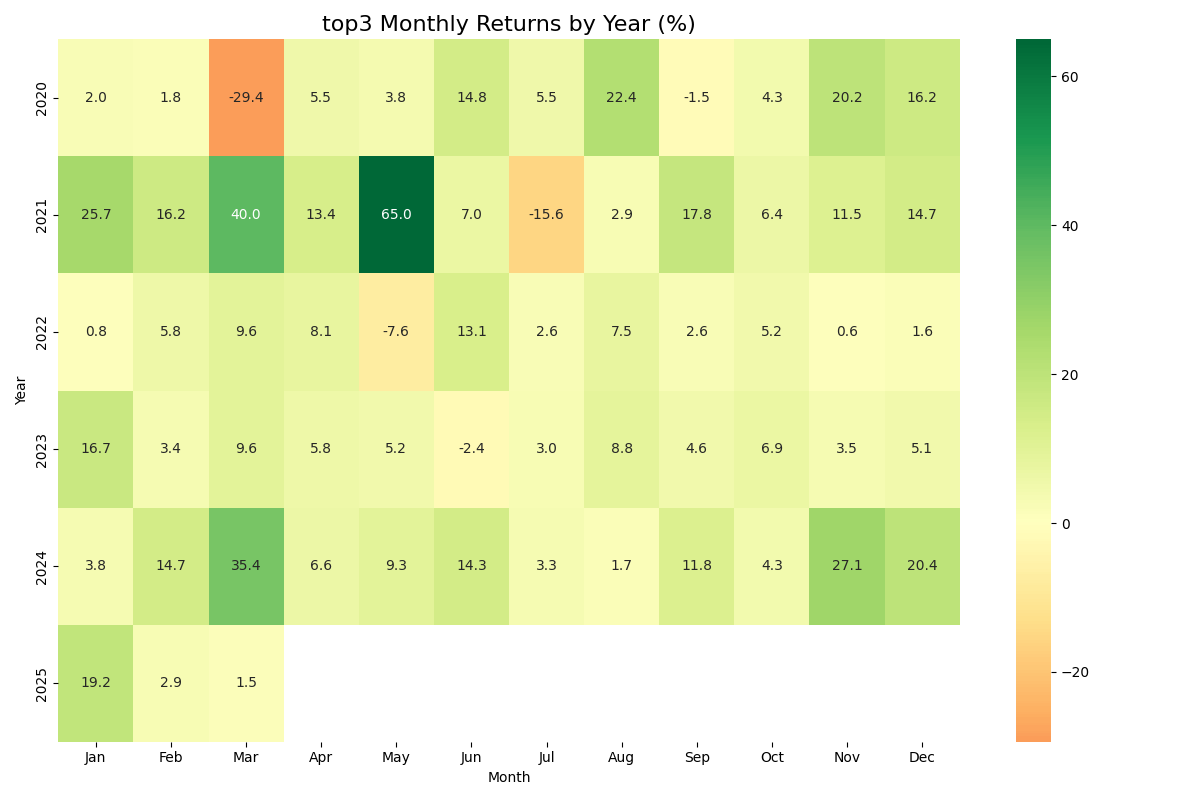 top3 Monthly Returns by Year (%)
2020 2.0 1.8 -29.4 5.5 3.8 14.8 5.5 22.4 -1.5 4.3 20.2 16.2
2021 25.7 16.2 40.0 13.4 65.0 7.0 -15.6 2.9 17.8 6.4 11.5 14.7
2022 0.8 5.8 9.6 8.1 -7.6 13.1 2.6 7.5 2.6 5.2 0.6 1.6
Year
2023 16.7 3.4 9.6 5.8 5.2 -2.4 3.0 8.8 4.6 6.9 3.5 5.1
2024 3.8 14.7 35.4 6.6 9.3 14.3 3.3 1.7 11.8 4.3 27.1 20.4
2025 19.2 2.9 1.5
Jan Feb Mar Apr May Jun Jul Aug Sep Oct Nov Dec
Month
60
40
20
0
−20